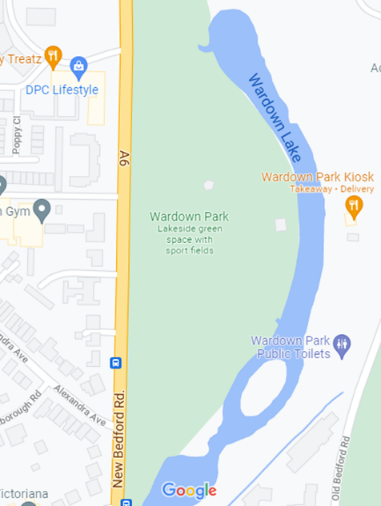 y Treatz
DPC Lifestyle
Poppy Cl
A6
Wardown Lake
Wardown Park Kiosk
Takeaway • Delivery
Ac
n Gym
Wardown Park
Lakeside green
space with
sport fields
Wardown Park
Public Toilets
andra Ave
Alexandra Ave
borough Rd
New Bedford Rd.
Old Bedford Rd
Victoriana
Google